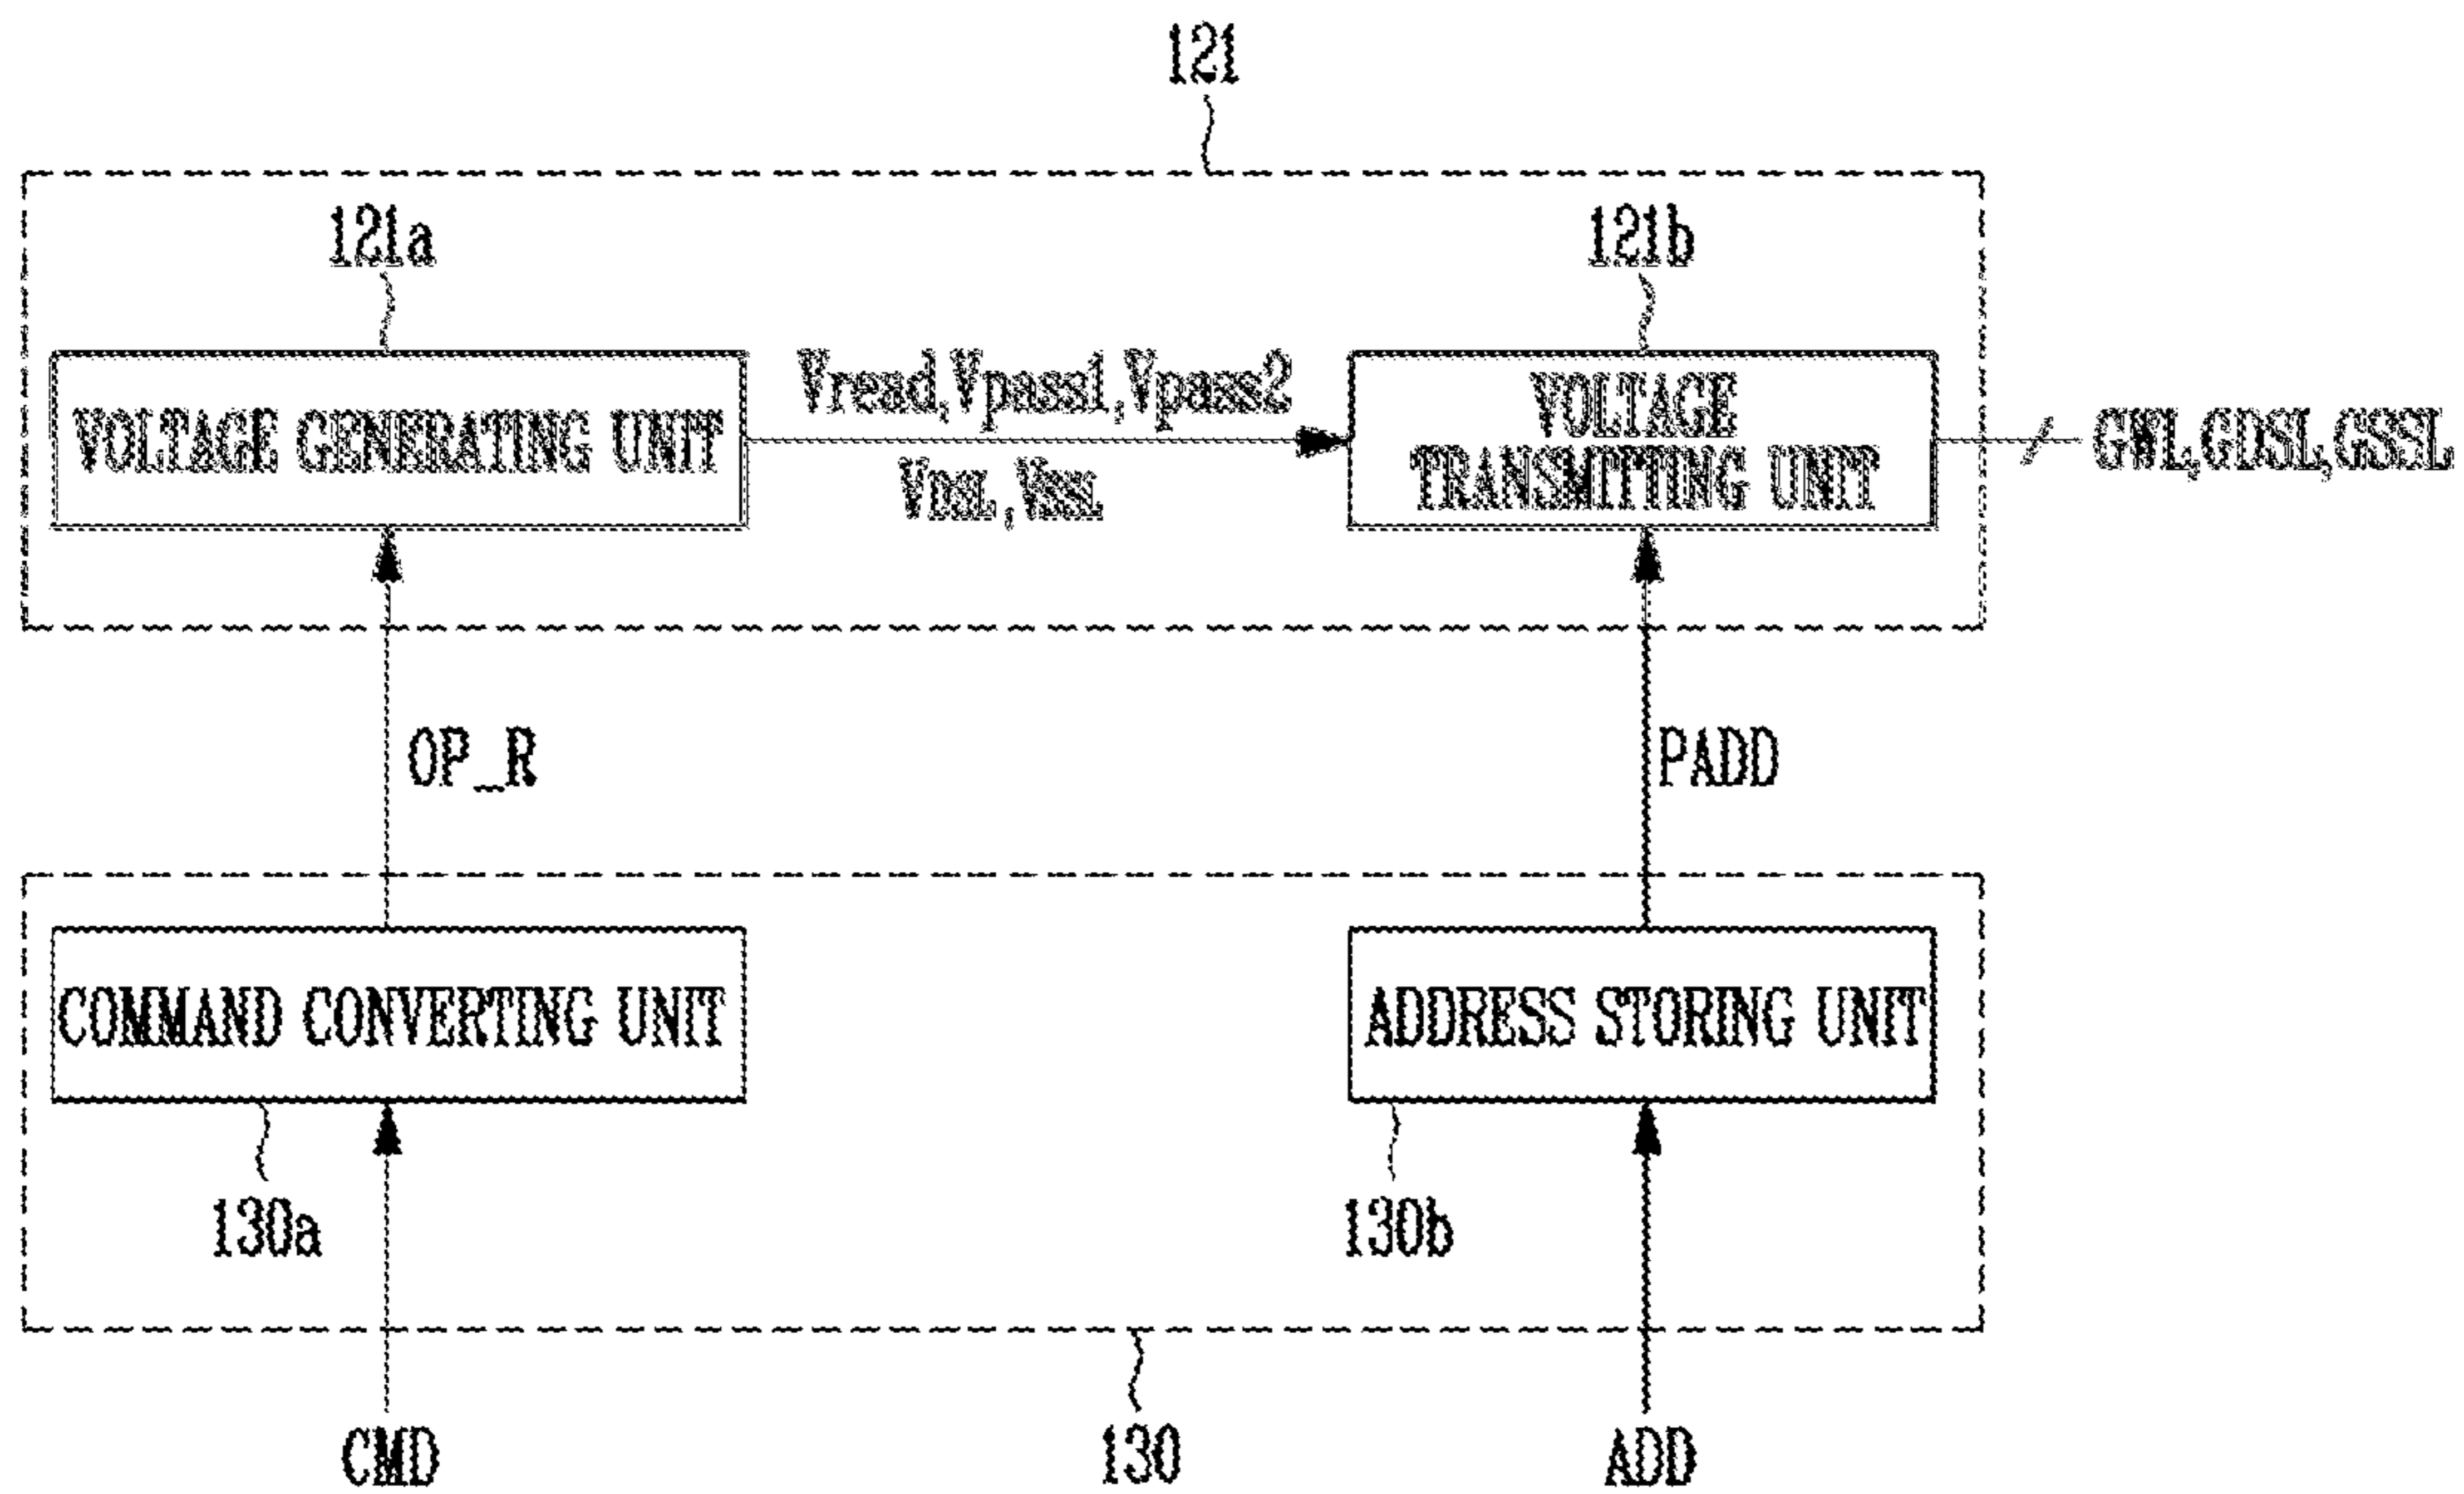 121
121a
121b
VOLTAGE GENERATING UNIT
Vread,Vpass1,Vpass2
VDSL,VSSL
VOLTAGE
TRANSMITTING UNIT
GWL,GDSL,GSSL
OP_R
PADD
COMMAND CONVERTING UNIT
ADDRESS STORING UNIT
130a
130b
CMD
130
ADD